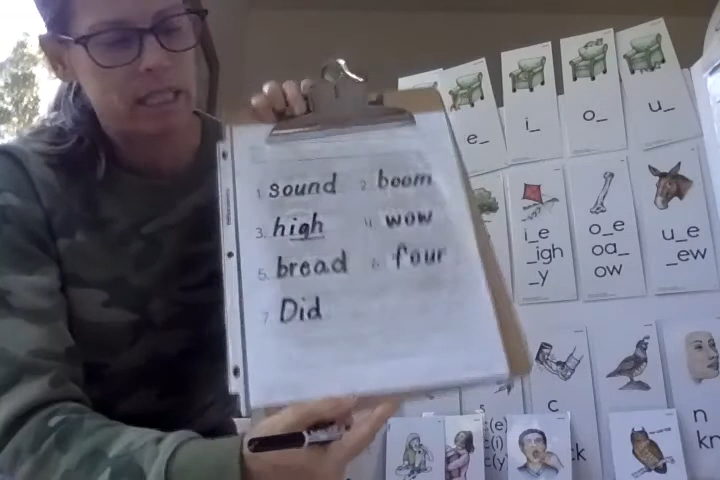 1. sound 2. boom
3. high 4. wow
5. bread 6. four
7. Did
e_
i_
o_
u_
i_e
_igh
_y
o_e
oa_
ow
u_e
_ew
s
c
n
kn
(e)
(i)
(y
ck